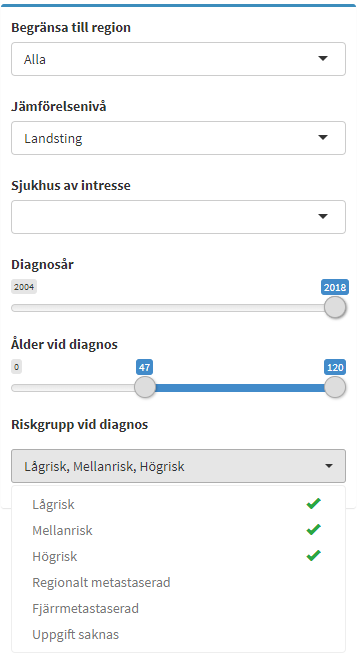 Begränsa till region
Alla
Jämförelsenivå
Landsting
Sjukhus av intresse
Diagnosår
2004 2018
Ålder vid diagnos
0 47 120
Riskgrupp vid diagnos
Lågrisk, Mellanrisk, Högrisk
Lågrisk
Mellanrisk
Högrisk
Regionalt metastaserad
Fjärrmetastaserad
Uppgift saknas